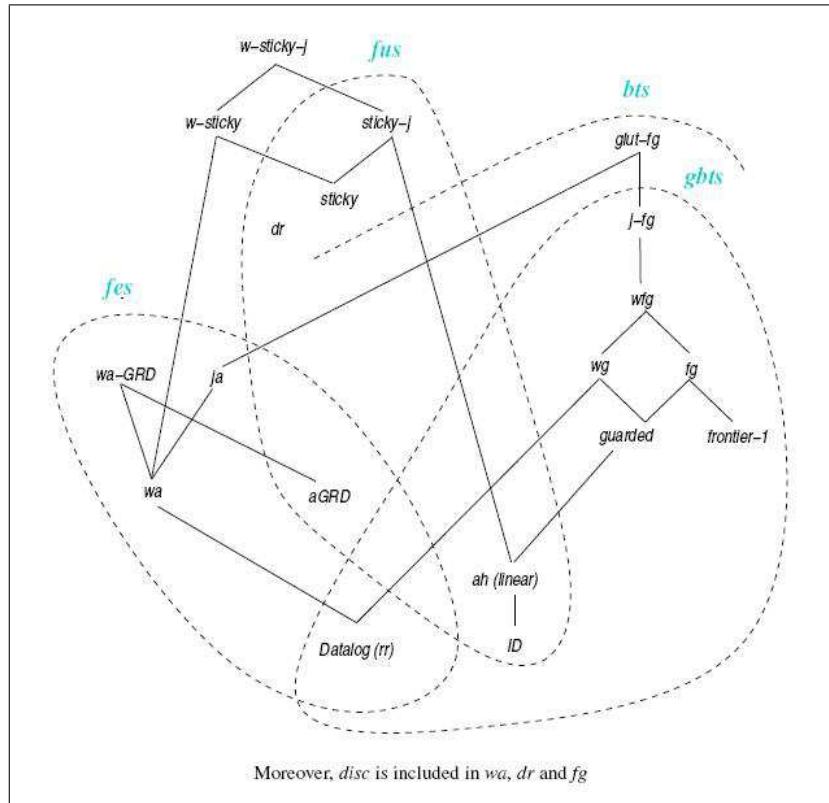 w-sticky-j
fus
bts
w-sticky
sticky-j
glut-fg
gbts
sticky
dr
j-fg
fes
wfg
wa-GRD
ja
wg
fg
guarded
frontier-1
wa
aGRD
ah (linear)
Datalog (rr)
ID
Moreover, disc is included in wa, dr and fg